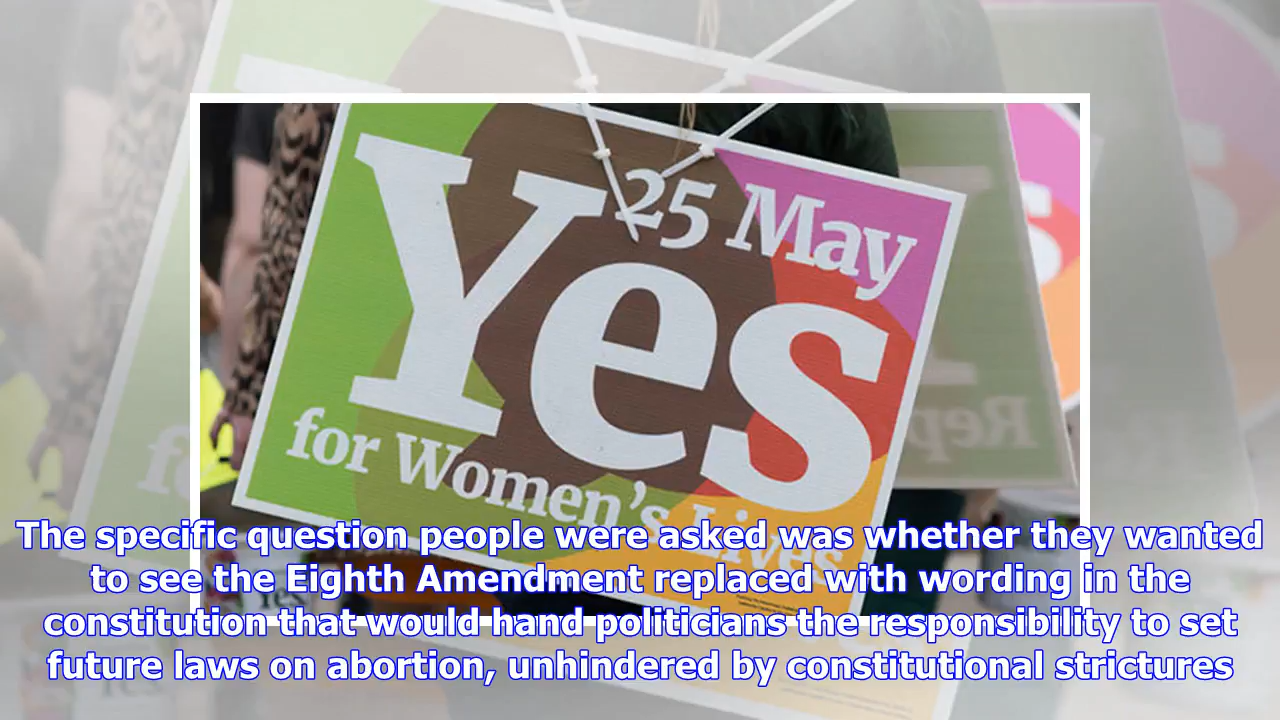 25 May
Yes
for Women's Lives
The specific question people were asked was whether they wanted
to see the Eighth Amendment replaced with wording in the
constitution that would hand politicians the responsibility to set
future laws on abortion, unhindered by constitutional strictures